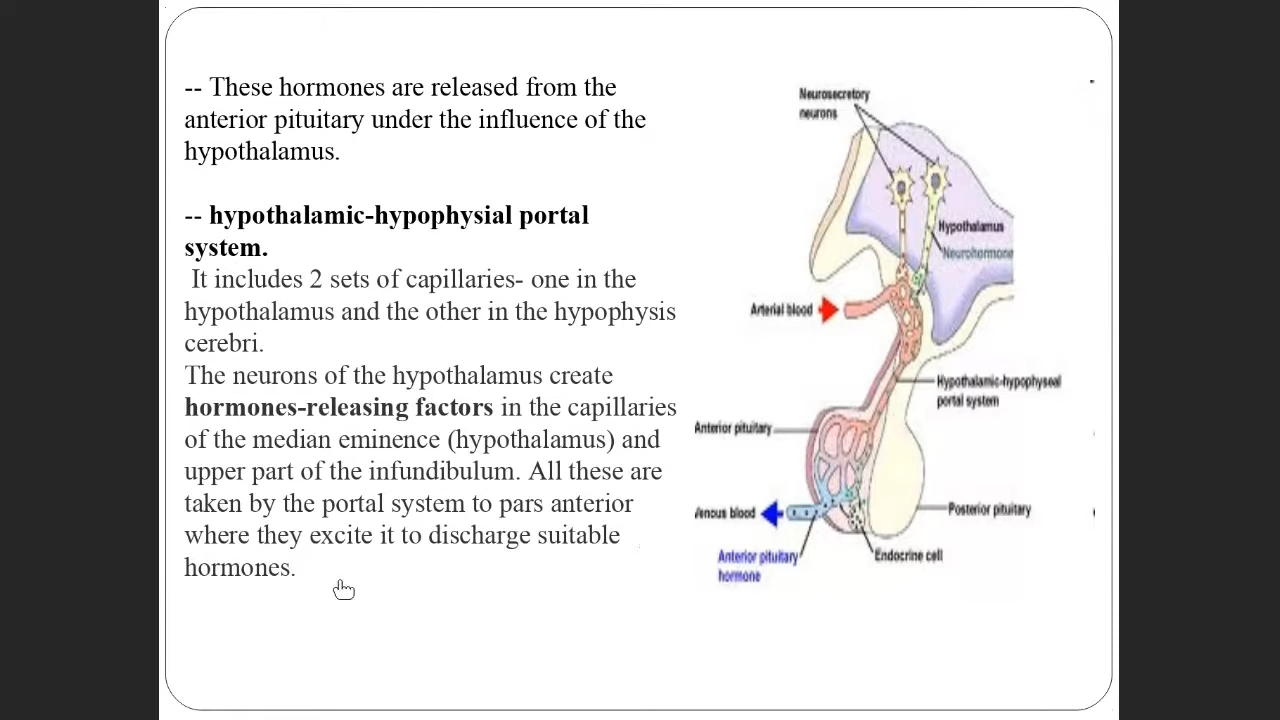 -- These hormones are released from the
anterior pituitary under the influence of the
hypothalamus.
-- hypothalamic-hypophysial portal
system.
It includes 2 sets of capillaries- one in the
hypothalamus and the other in the hypophysis
cerebri.
The neurons of the hypothalamus create
hormones-releasing factors in the capillaries
of the median eminence (hypothalamus) and
upper part of the infundibulum. All these are
taken by the portal system to pars anterior
where they excite it to discharge suitable
hormones.
Neurosecretory
neurons
Hypothalamus
Neurohormone
Arterial blood
Hypothalamic-hypophyseal
portal system
Anterior pituitary
Venous blood
Posterior pituitary
Anterior pituitary
hormone
Endocrine cell